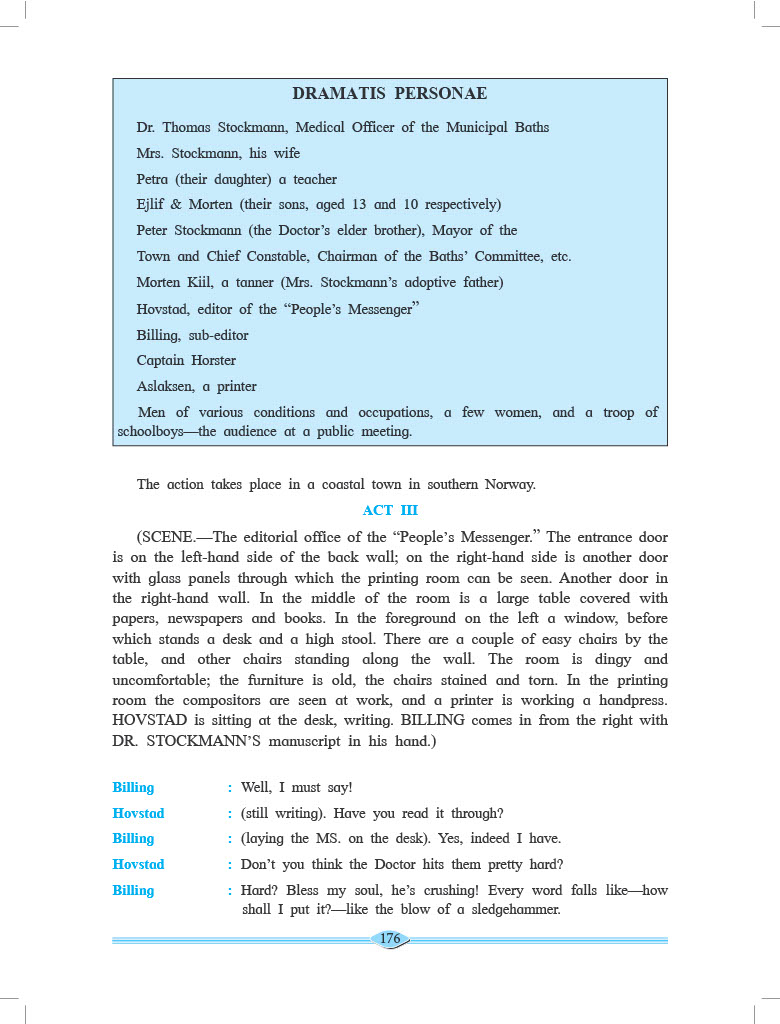 DRAMATIS PERSONAE
Dr. Thomas Stockmann, Medical Officer of the Municipal Baths
Mrs. Stockmann, his wife
Petra (their daughter) a teacher
Ejlif & Morten (their sons, aged 13 and 10 respectively)
Peter Stockmann (the Doctor’s elder brother), Mayor of the
Town and Chief Constable, Chairman of the Baths’ Committee, etc.
Morten Kiil, a tanner (Mrs. Stockmann’s adoptive father)
Hovstad, editor of the “People’s Messenger”
Billing, sub-editor
Captain Horster
Aslaksen, a printer
Men of various conditions and occupations, a few women, and a troop of
schoolboys—the audience at a public meeting.
The action takes place in a coastal town in southern Norway.
ACT III
(SCENE.—The editorial office of the “People’s Messenger.” The entrance door
is on the left-hand side of the back wall; on the right-hand side is another door
with glass panels through which the printing room can be seen. Another door in
the right-hand wall. In the middle of the room is a large table covered with
papers, newspapers and books. In the foreground on the left a window, before
which stands a desk and a high stool. There are a couple of easy chairs by the
table, and other chairs standing along the wall. The room is dingy and
uncomfortable; the furniture is old, the chairs stained and torn. In the printing
room the compositors are seen at work, and a printer is working a handpress.
HOVSTAD is sitting at the desk, writing. BILLING comes in from the right with
DR. STOCKMANN’S manuscript in his hand.)
Billing : Well, I must say!
Hovstad : (still writing). Have you read it through?
Billing : (laying the MS. on the desk). Yes, indeed I have.
Hovstad : Don’t you think the Doctor hits them pretty hard?
Billing : Hard? Bless my soul, he’s crushing! Every word falls like—how
shall I put it?—like the blow of a sledgehammer.
176